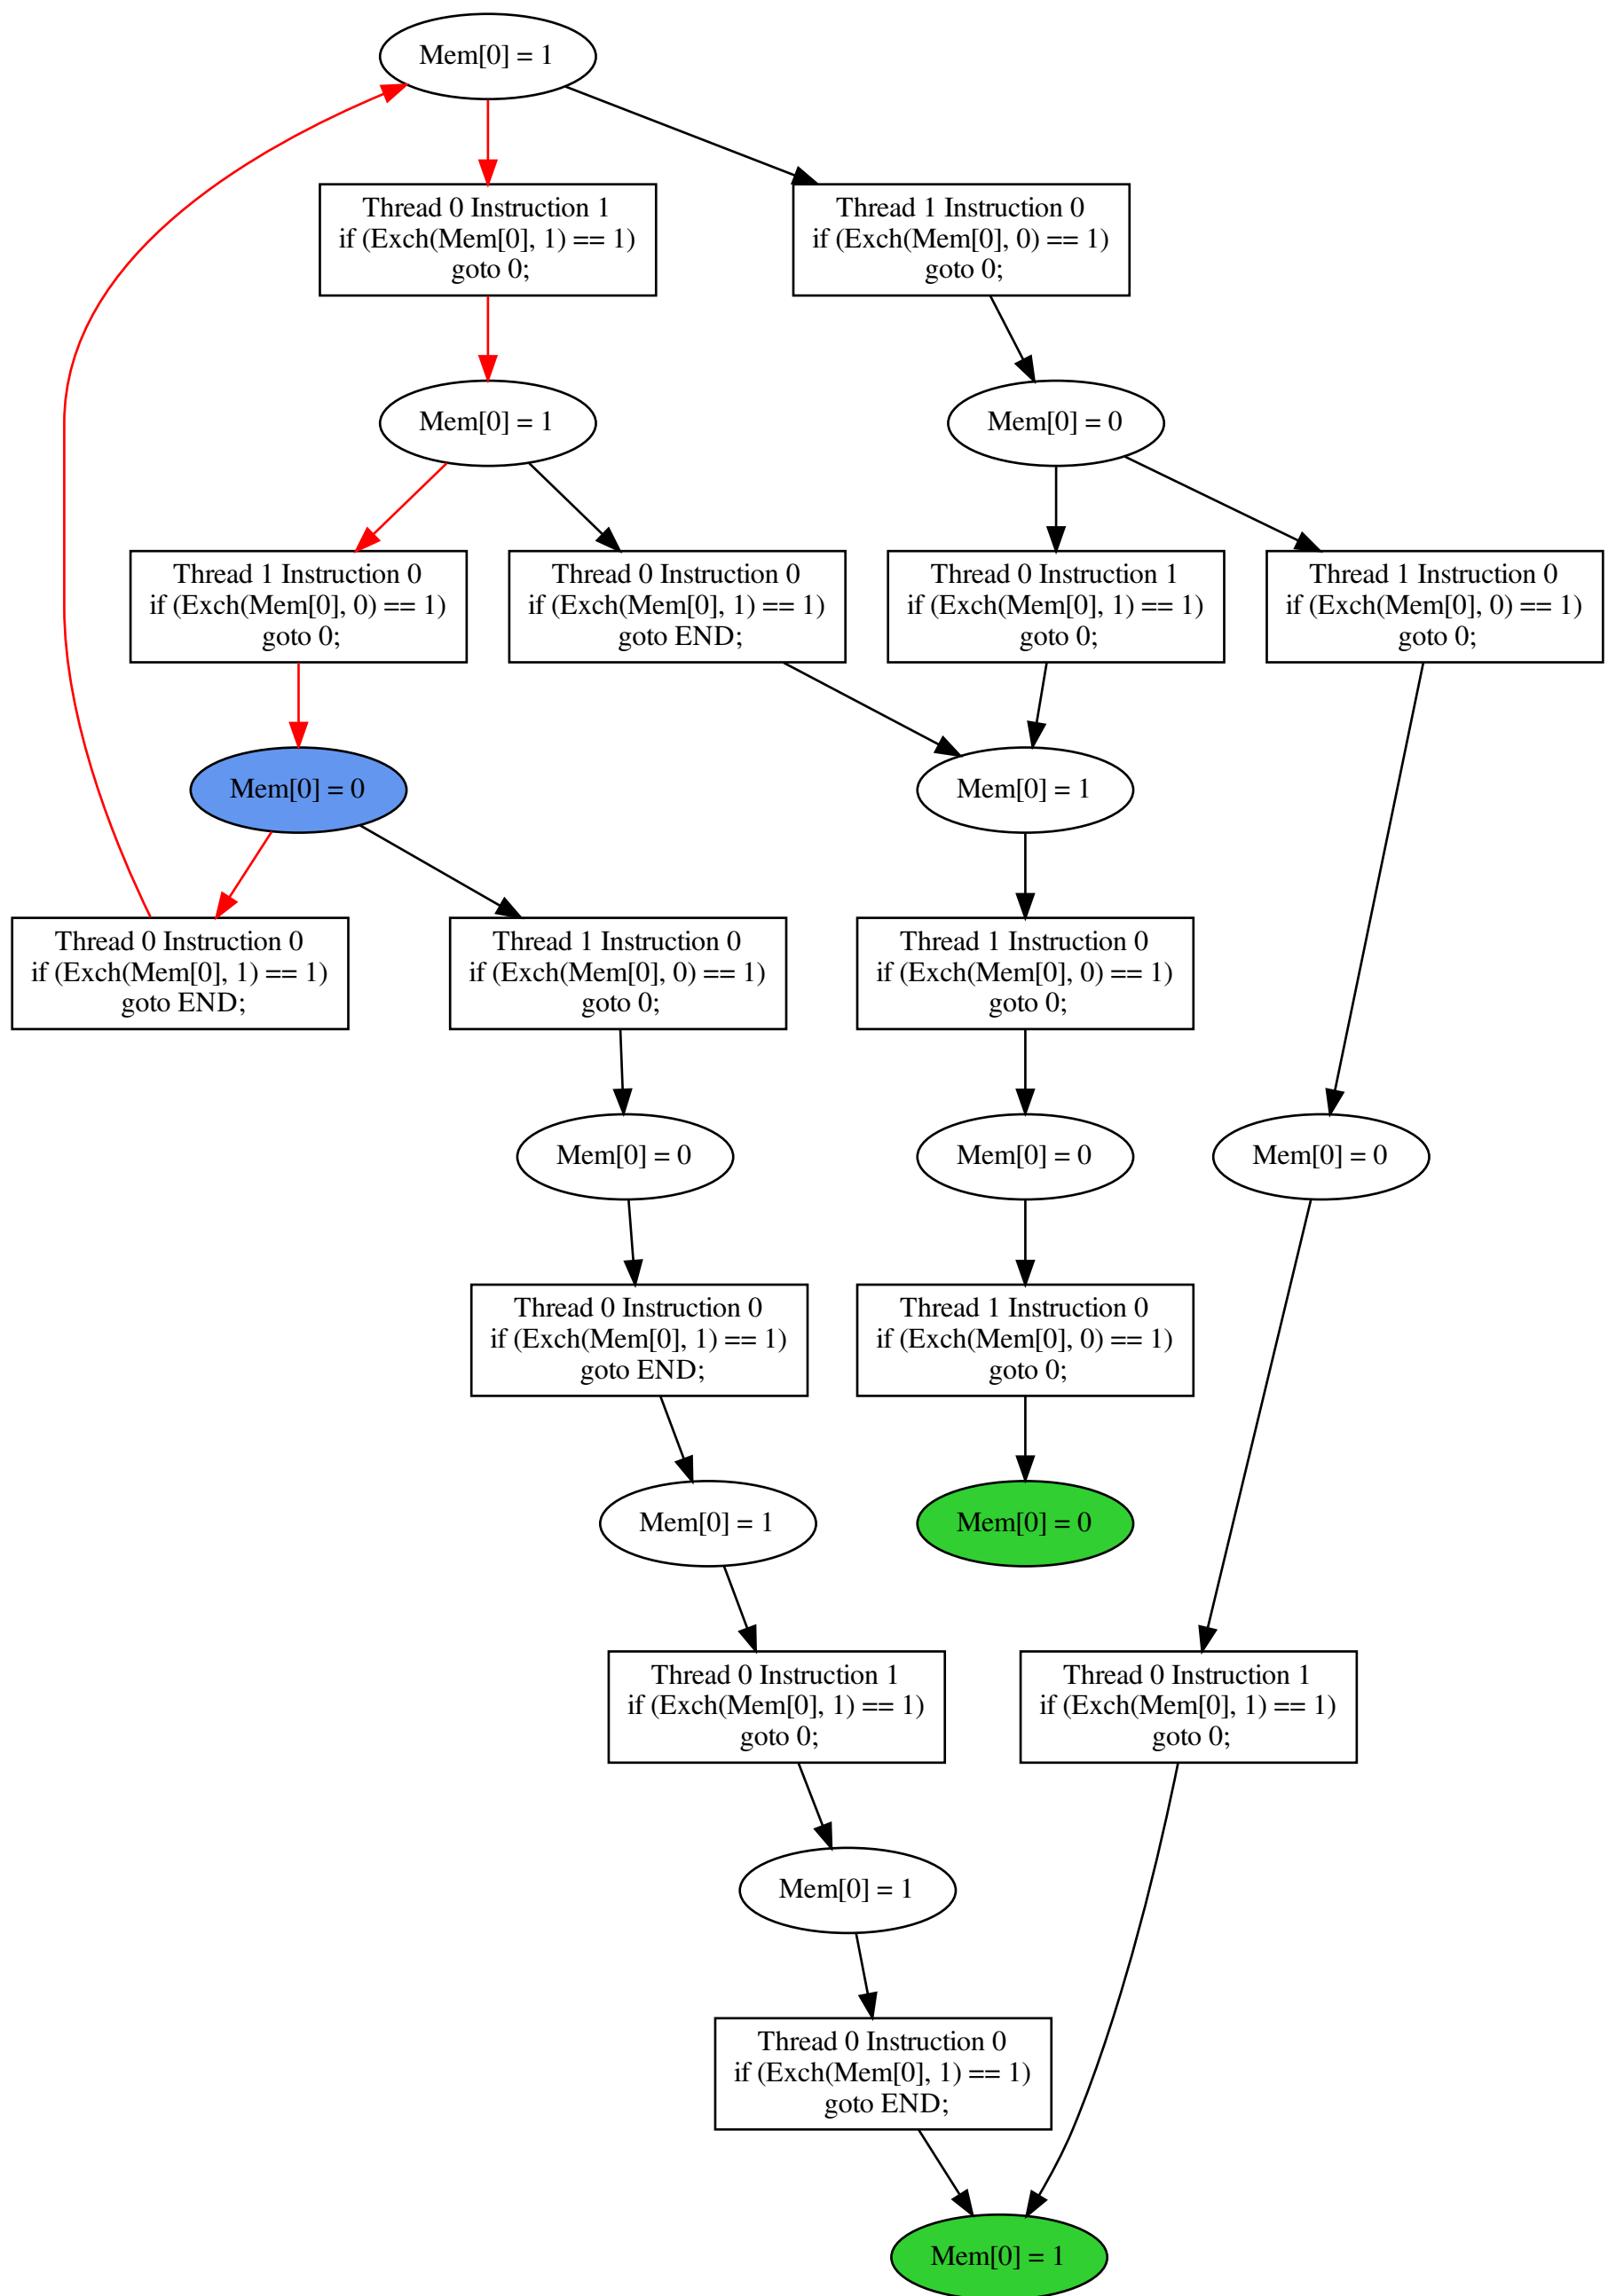 Mem[0] = 1
Thread 0 Instruction 1
if (Exch(Mem[0], 1) == 1)
goto 0;
Thread 1 Instruction 0
if (Exch(Mem[0], 0) == 1)
goto 0;
Mem[0] = 1
Mem[0] = 0
Thread 1 Instruction 0
if (Exch(Mem[0], 0) == 1)
goto 0;
Thread 0 Instruction 0
if (Exch(Mem[0], 1) == 1)
goto END;
Thread 0 Instruction 1
if (Exch(Mem[0], 1) == 1)
goto 0;
Thread 1 Instruction 0
if (Exch(Mem[0], 0) == 1)
goto 0;
Mem[0] = 0
Mem[0] = 1
Thread 0 Instruction 0
if (Exch(Mem[0], 1) == 1)
goto END;
Thread 1 Instruction 0
if (Exch(Mem[0], 0) == 1)
goto 0;
Thread 1 Instruction 0
if (Exch(Mem[0], 0) == 1)
goto 0;
Mem[0] = 0
Mem[0] = 0
Mem[0] = 0
Thread 0 Instruction 0
if (Exch(Mem[0], 1) == 1)
goto END;
Thread 1 Instruction 0
if (Exch(Mem[0], 0) == 1)
goto 0;
Mem[0] = 1
Mem[0] = 0
Thread 0 Instruction 1
if (Exch(Mem[0], 1) == 1)
goto 0;
Thread 0 Instruction 1
if (Exch(Mem[0], 1) == 1)
goto 0;
Mem[0] = 1
Thread 0 Instruction 0
if (Exch(Mem[0], 1) == 1)
goto END;
Mem[0] = 1